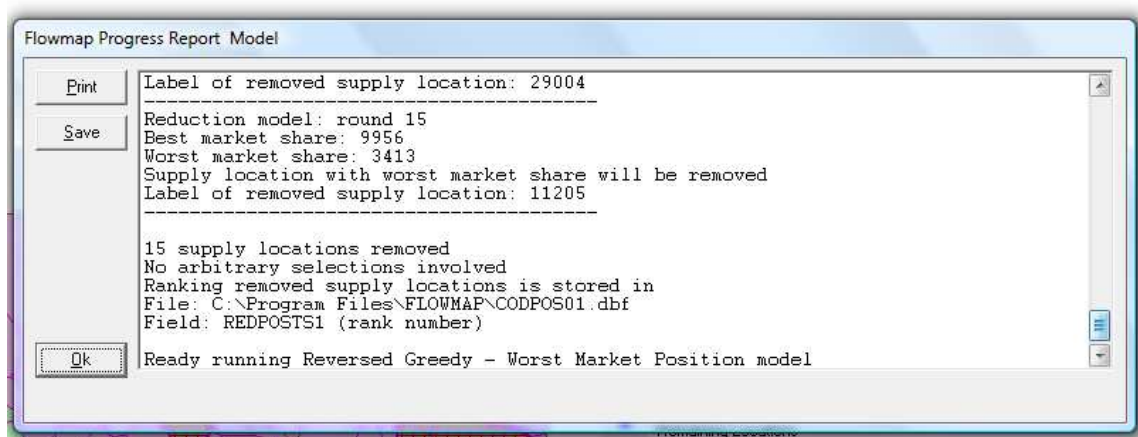 Flowmap Progress Report Model
Print
Save
Ok
Label of removed supply location: 29004
----------------------------------------
Reduction model: round 15
Best market share: 9956
Worst market share: 3413
Supply location with worst market share will be removed
Label of removed supply location: 11205
----------------------------------------
15 supply locations removed
No arbitrary selections involved
Ranking removed supply locations is stored in
File: C:\Program Files\FLOWMAP\CODPOS01.dbf
Field: REDPOSTS1 (rank number)
Ready running Reversed Greedy - Worst Market Position model